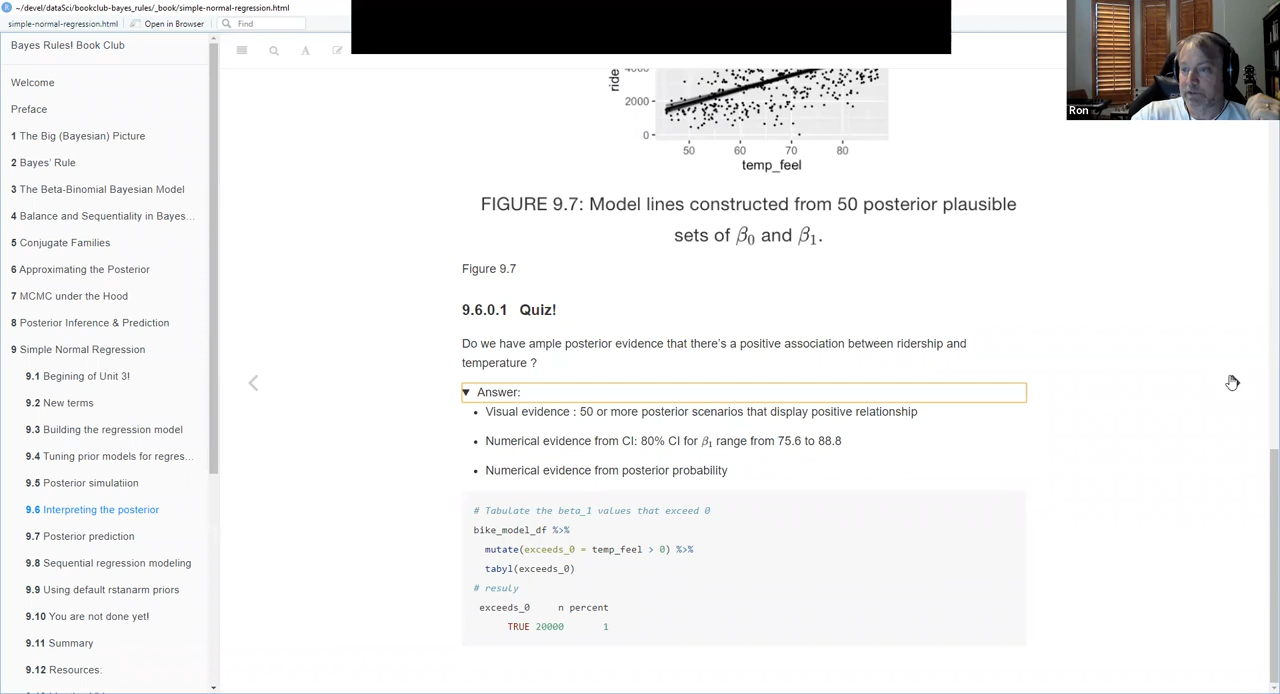 ~/devel/dataSci/bookclub-bayes_rules/_book/simple-normal-regression.html
simple-normal-regression.html
Open in Browser
Find
Bayes Rules! Book Club
Welcome
Preface
1 The Big (Bayesian) Picture
2 Bayes' Rule
3 The Beta-Binomial Bayesian Model
4 Balance and Sequentiality in Bayes...
5 Conjugate Families
6 Approximating the Posterior
7 MCMC under the Hood
8 Posterior Inference & Prediction
9 Simple Normal Regression
9.1 Begining of Unit 3!
9.2 New terms
9.3 Building the regression model
9.4 Tuning prior models for regres...
9.5 Posterior simulatiion
9.6 Interpreting the posterior
9.7 Posterior prediction
9.8 Sequential regression modeling
9.9 Using default rstanarm priors
9.10 You are not done yet!
9.11 Summary
9.12 Resources:
A
ride
4000
2000
0
50 60 70 80
temp_feel
FIGURE 9.7: Model lines constructed from 50 posterior plausible
sets of β0 and β1.
Figure 9.7
9.6.0.1 Quiz!
Do we have ample posterior evidence that there's a positive association between ridership and
temperature ?
Answer:
Visual evidence : 50 or more posterior scenarios that display positive relationship
Numerical evidence from CI: 80% CI for β1 range from 75.6 to 88.8
Numerical evidence from posterior probability
# Tabulate the beta_1 values that exceed 0
bike_model_df %>%
mutate(exceeds_0 = temp_feel > 0) %>%
tabyl(exceeds_0)
# resuly
exceeds_0 n percent
TRUE 20000 1
Ron